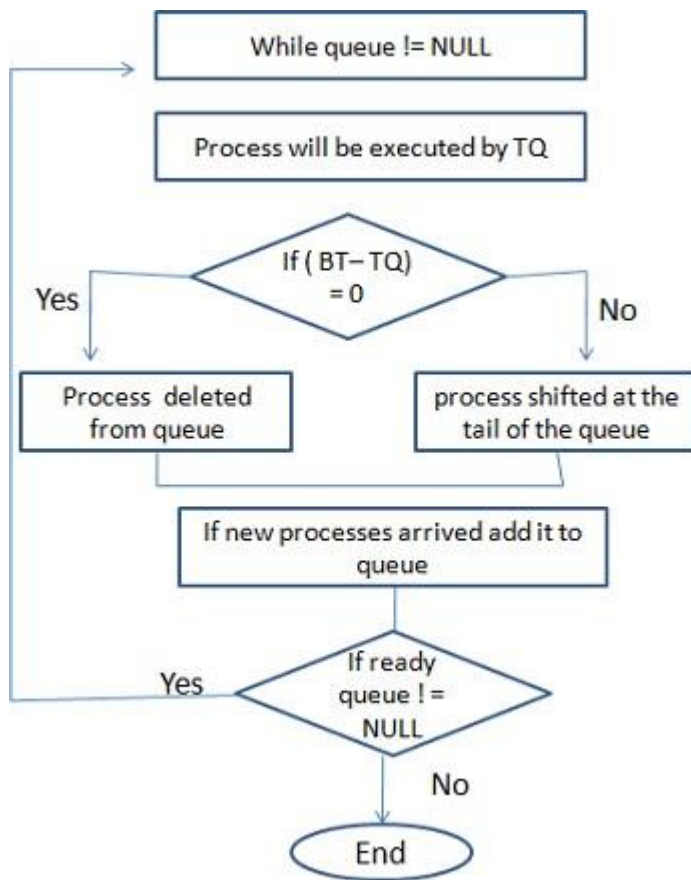 While queue != NULL
Process will be executed by TQ
If ( BT– TQ)
= 0
Yes
No
Process deleted
from queue
process shifted at the
tail of the queue
If new processes arrived add it to
queue
If ready
queue ! =
NULL
Yes
No
End